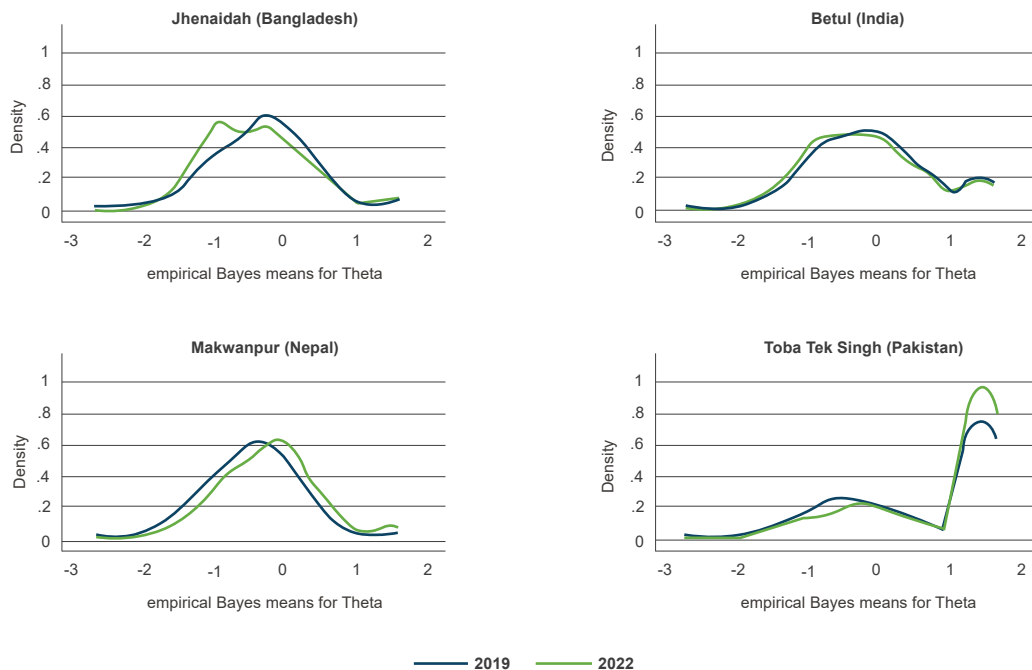 Jhenaidah (Bangladesh)
1
.8
.6
.4
.2
0
Density
-3 -2 -1 0 1 2
empirical Bayes means for Theta
Betul (India)
1
.8
.6
.4
.2
0
Density
-3 -2 -1 0 1 2
empirical Bayes means for Theta
Makwanpur (Nepal)
1
.8
.6
.4
.2
0
Density
-3 -2 -1 0 1 2
empirical Bayes means for Theta
Toba Tek Singh (Pakistan)
1
.8
.6
.4
.2
0
Density
-3 -2 -1 0 1 2
empirical Bayes means for Theta
2019 2022